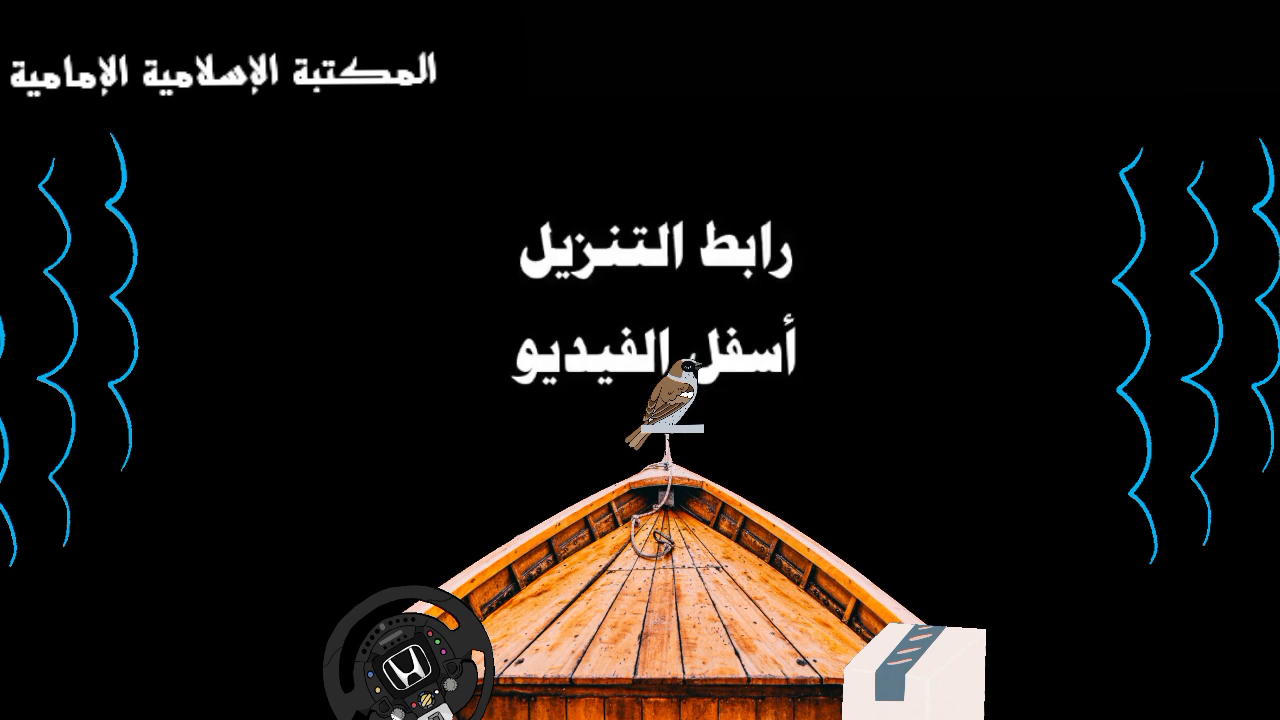 المكتبة الإسلامية الإمامية
رابط التنزيل
أسفل الفيديو